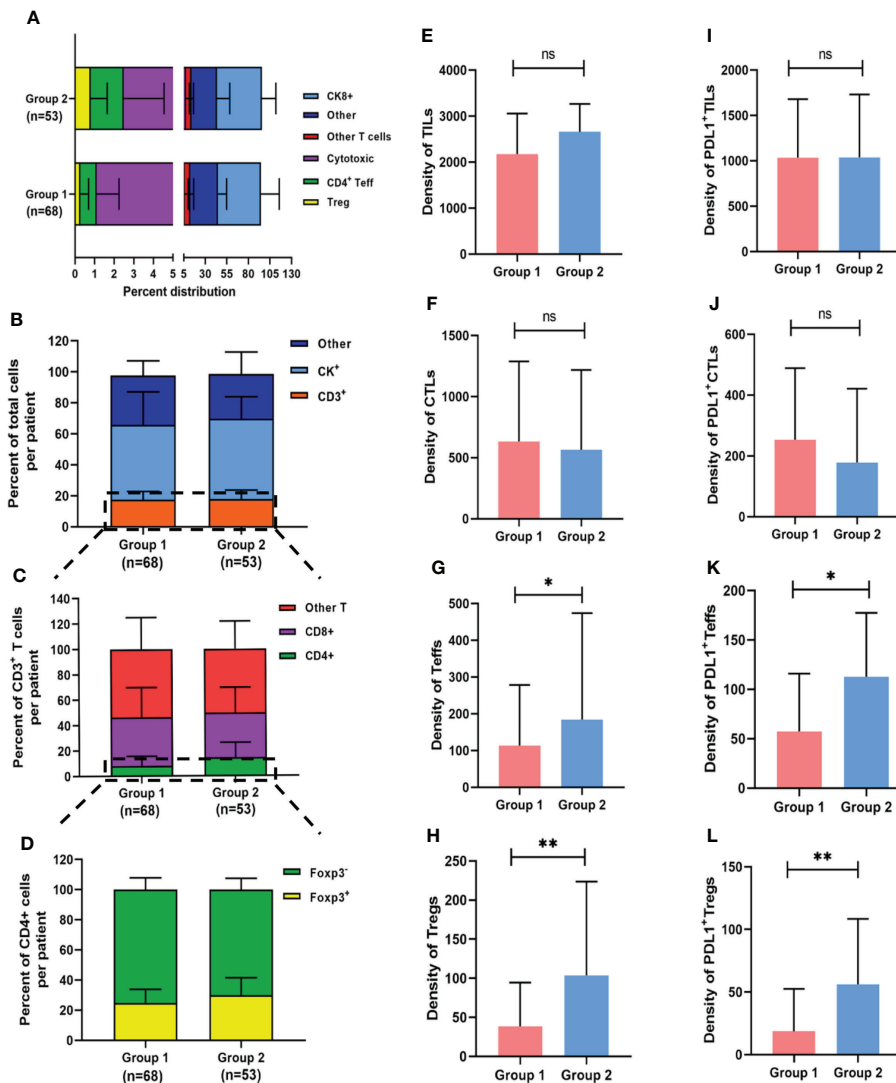 A
Group 2
(n=53)
Group 1
(n=68)
0 1 2 3 4 5 5 30 55 80 105 130
Percent distribution
CK8+
Other
Other T cells
Cytotoxic
CD4+ Teff
Treg
B
Percent of total cells
per patient
120
100
80
60
40
20
0
Group 1
(n=68)
Group 2
(n=53)
Other
CK+
CD3+
C
Percent of CD3+ T cells
per patient
140
120
100
80
60
40
20
0
Group 1
(n=68)
Group 2
(n=53)
Other T
CD8+
CD4+
D
Percent of CD4+ cells
per patient
120
100
80
60
40
20
0
Group 1
(n=68)
Group 2
(n=53)
Foxp3-
Foxp3+
E
ns
Density of TILs
4000
3000
2000
1000
0
Group 1 Group 2
F
ns
Density of CTLs
1500
1000
500
0
Group 1 Group 2
G
*
Density of Teffs
500
400
300
200
100
0
Group 1 Group 2
H
**
Density of Tregs
250
200
150
100
50
0
Group 1 Group 2
I
ns
Density of PDL1+TILs
2000
1500
1000
500
0
Group 1 Group 2
J
ns
Density of PDL1+CTLs
600
400
200
0
Group 1 Group 2
K
*
Density of PDL1+Teffs
200
150
100
50
0
Group 1 Group 2
L
**
Density of PDL1+Tregs
150
100
50
0
Group 1 Group 2